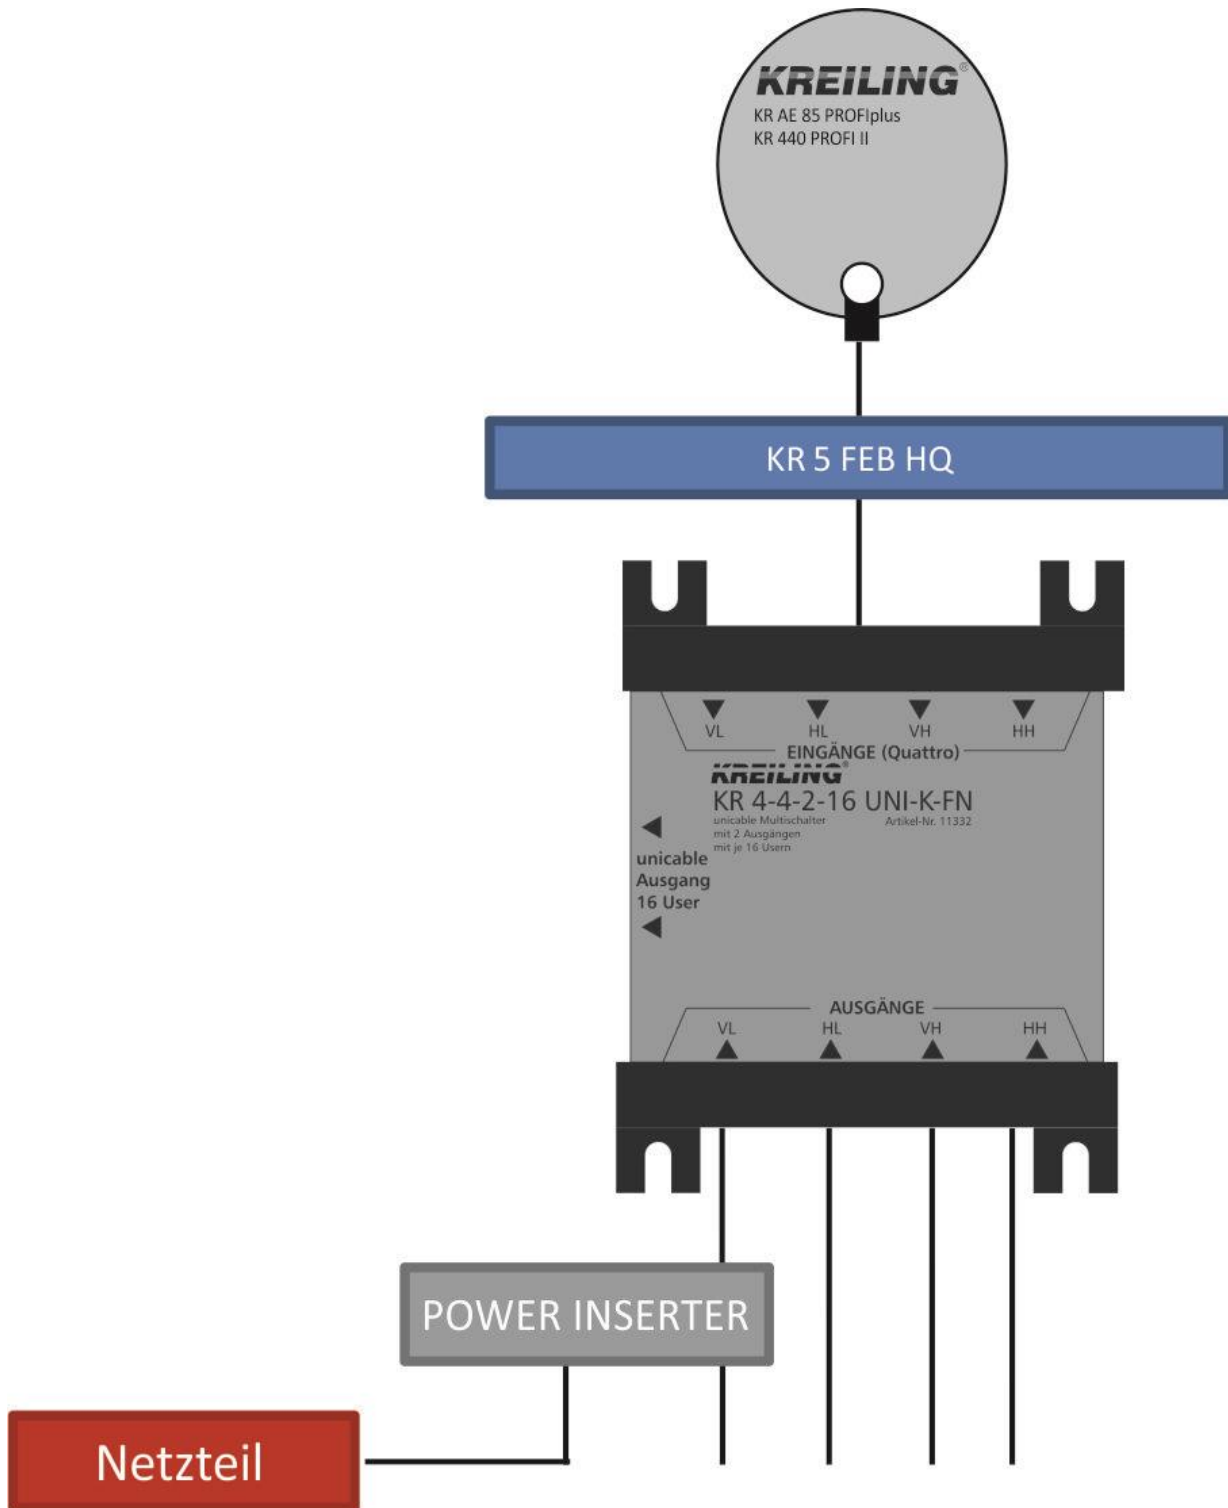 KREILING®
KR AE 85 PROFIplus
KR 440 PROFI II
KR 5 FEB HQ
VL HL VH HH
EINGÄNGE (Quattro)
KREILING®
KR 4-4-2-16 UNI-K-FN
unicable Multischalter Artikel-Nr. 11332
mit 2 Ausgängen
mit je 16 Usern
unicable
Ausgang
16 User
AUSGÄNGE
VL HL VH HH
POWER INSERTER
Netzteil